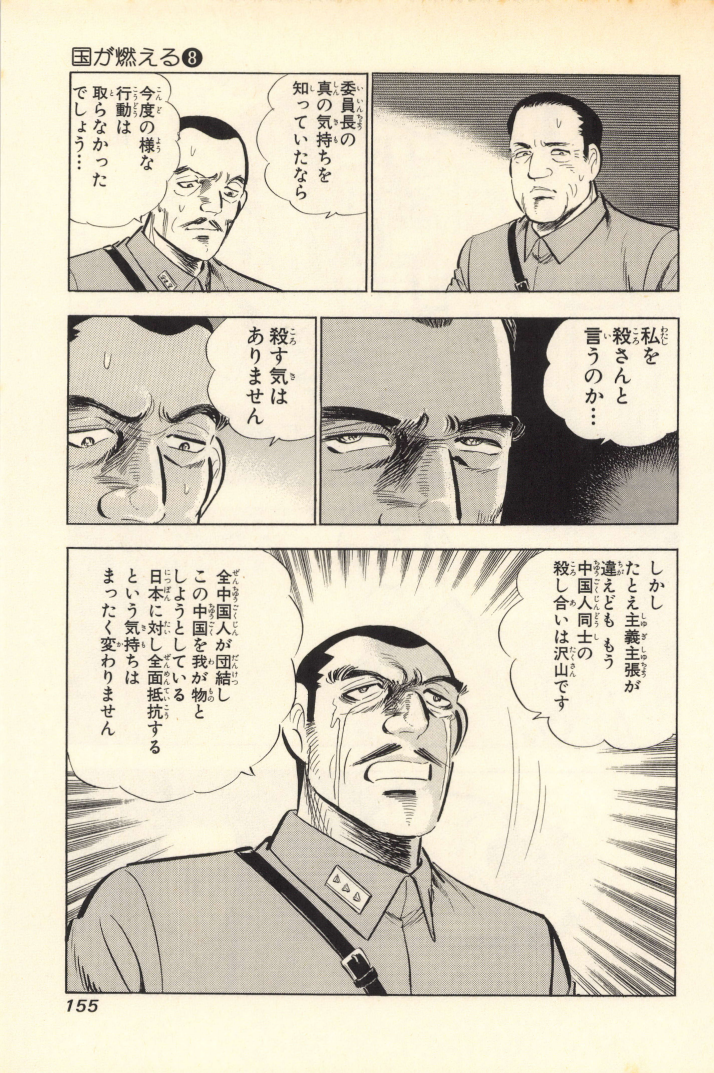 国が燃える❽
委員長の
真の気持ちを
知っていたなら
今度の様な
行動は
取らなかった
でしょう…
私を
殺さんと
言うのか…
殺す気は
ありません
しかし
たとえ主義主張が
違えども もう
中国人同士の
殺し合いは沢山です
全中国人が団結し
この中国を我が物と
しようとしている
日本に対し全面抵抗する
という気持ちは
まったく変わりません
155